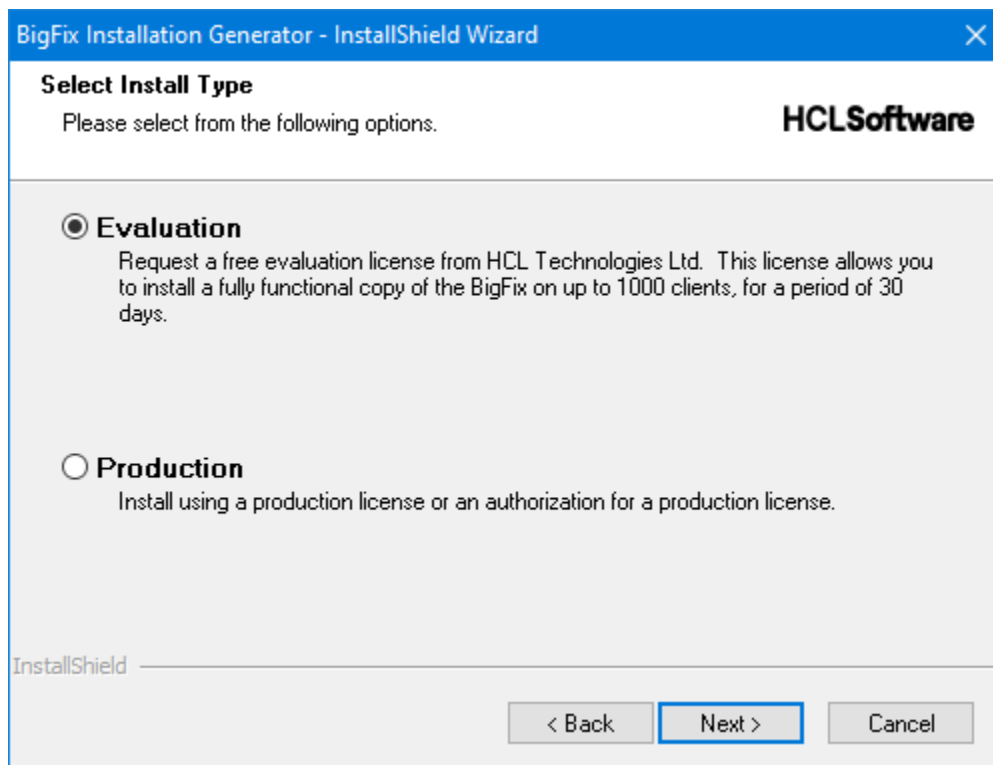 BigFix Installation Generator - InstallShield Wizard
Select Install Type
Please select from the following options.
HCLSoftware
Evaluation
Request a free evaluation license from HCL Technologies Ltd.  This license allows you
to install a fully functional copy of the BigFix on up to 1000 clients, for a period of 30
days.
Production
Install using a production license or an authorization for a production license.
InstallShield
< Back
Next >
Cancel